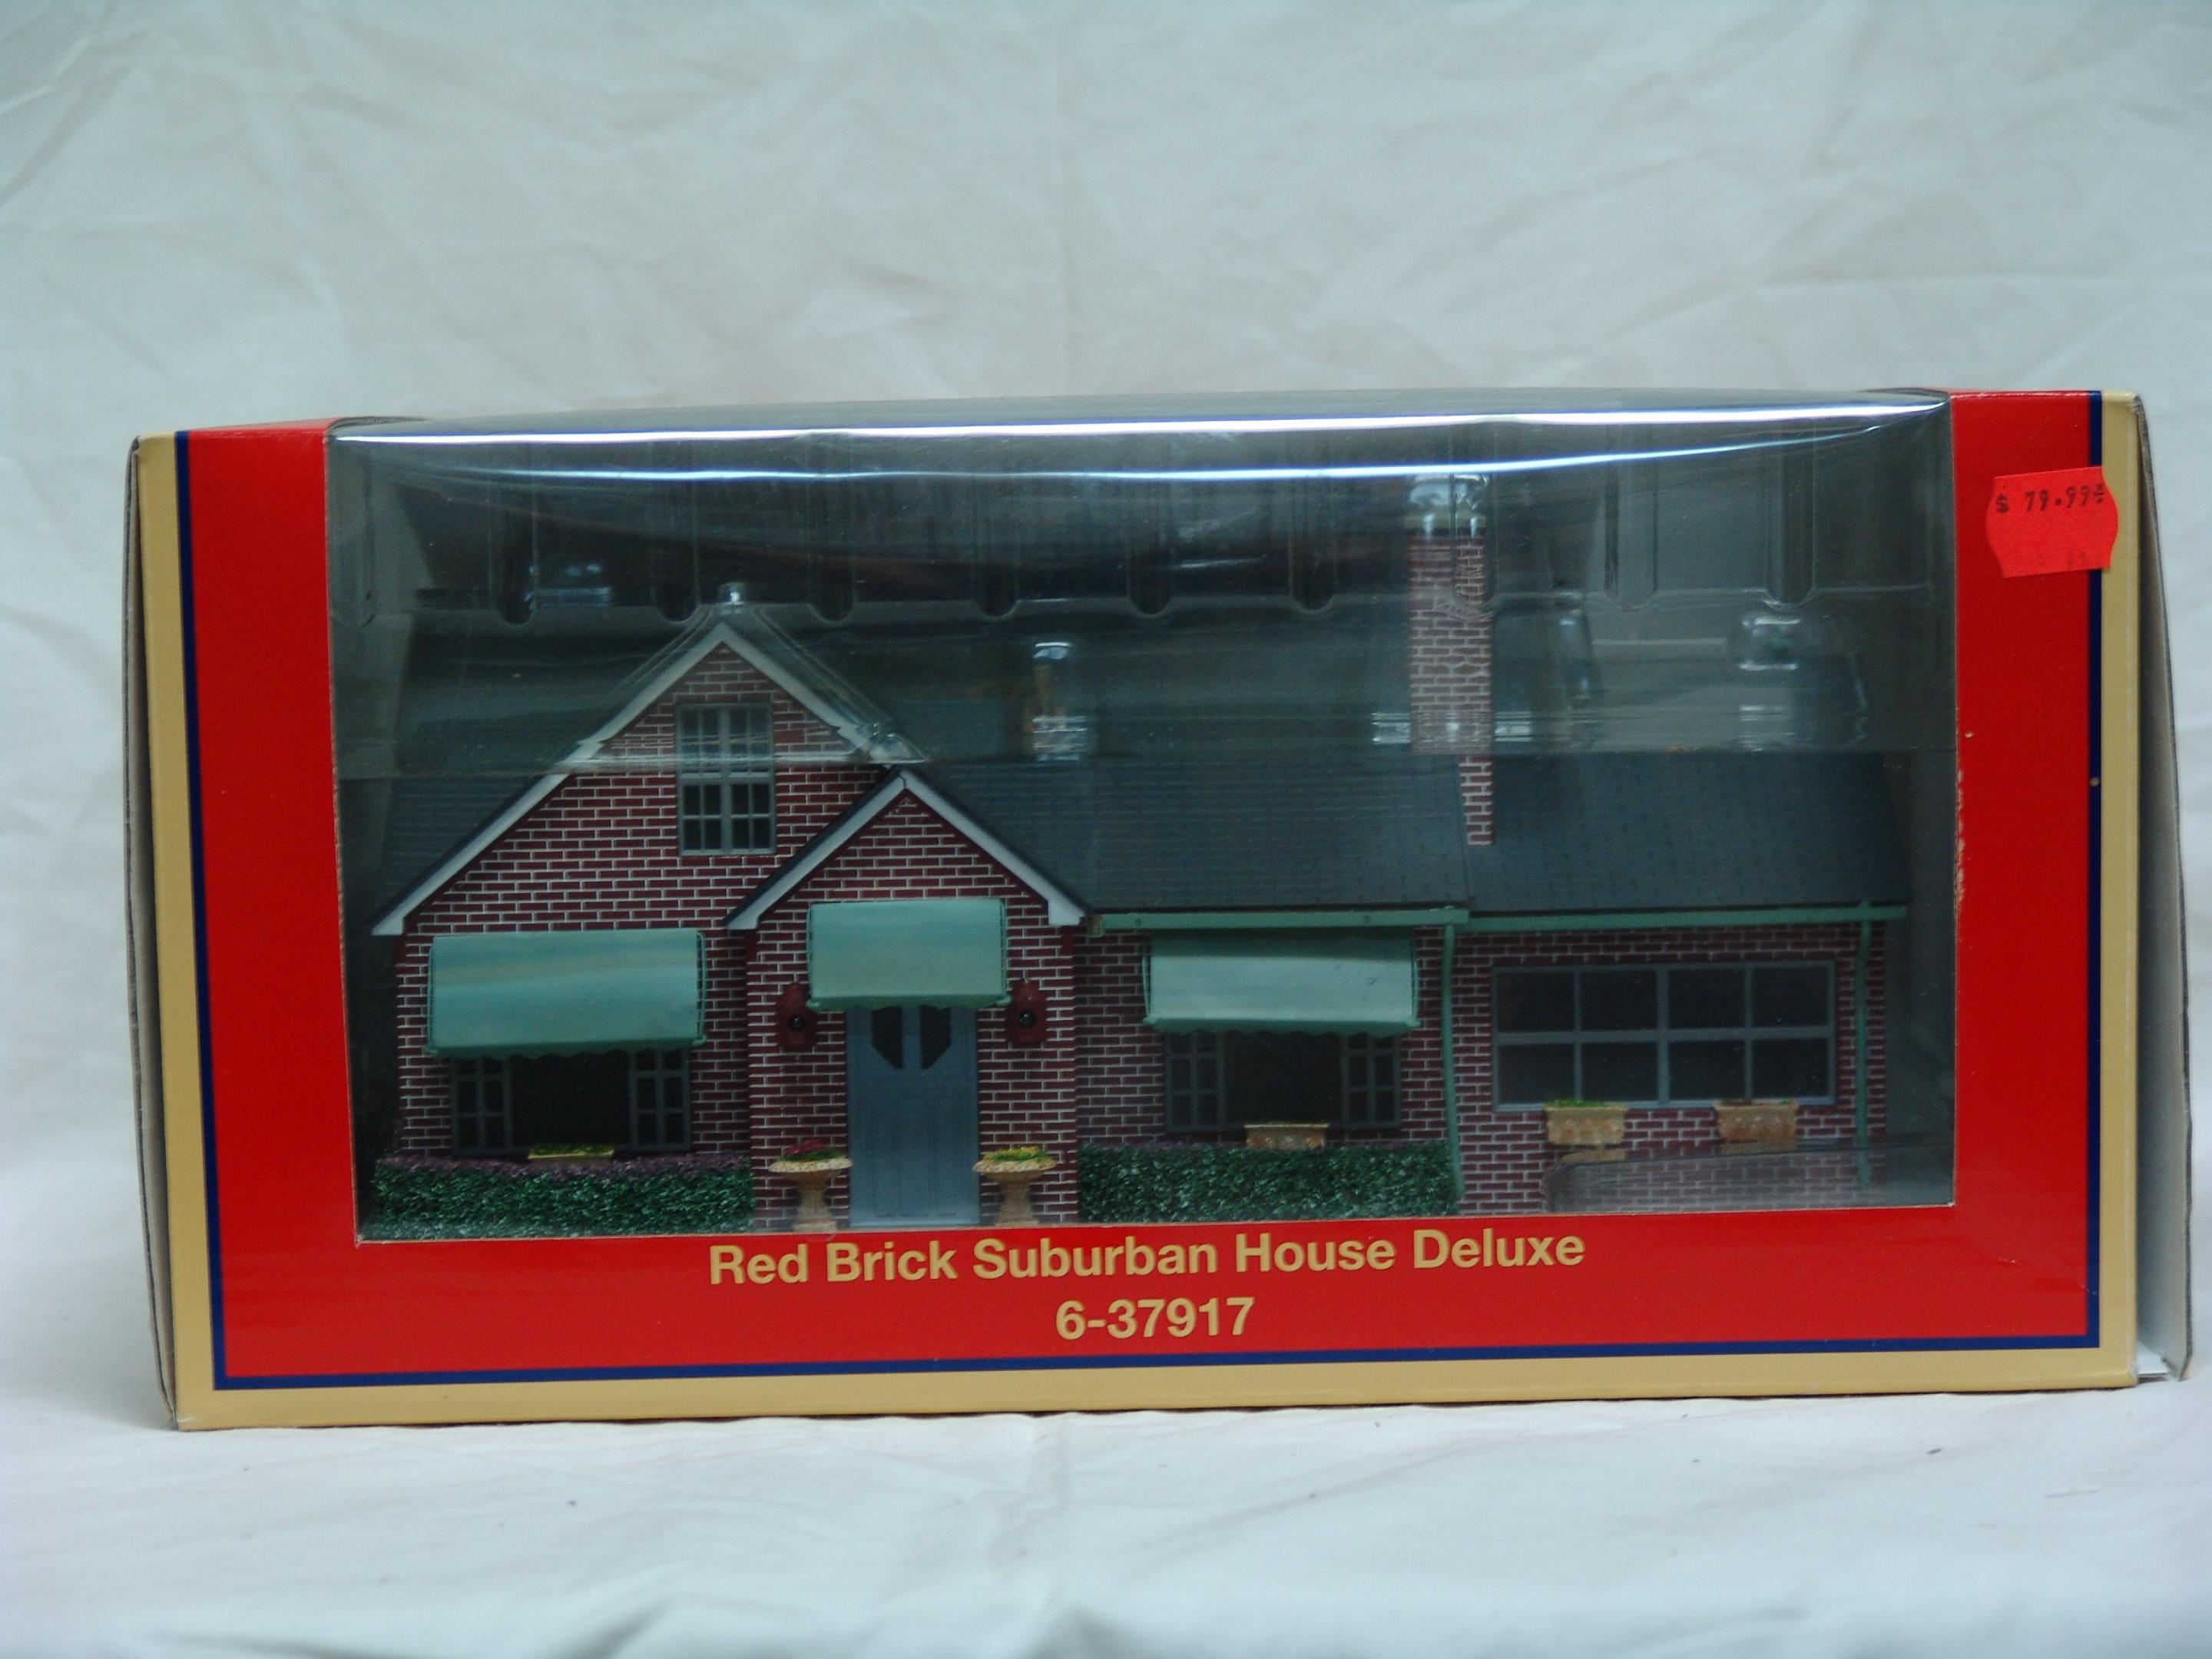 $ 79.99
Red Brick Suburban House Deluxe
6-37917